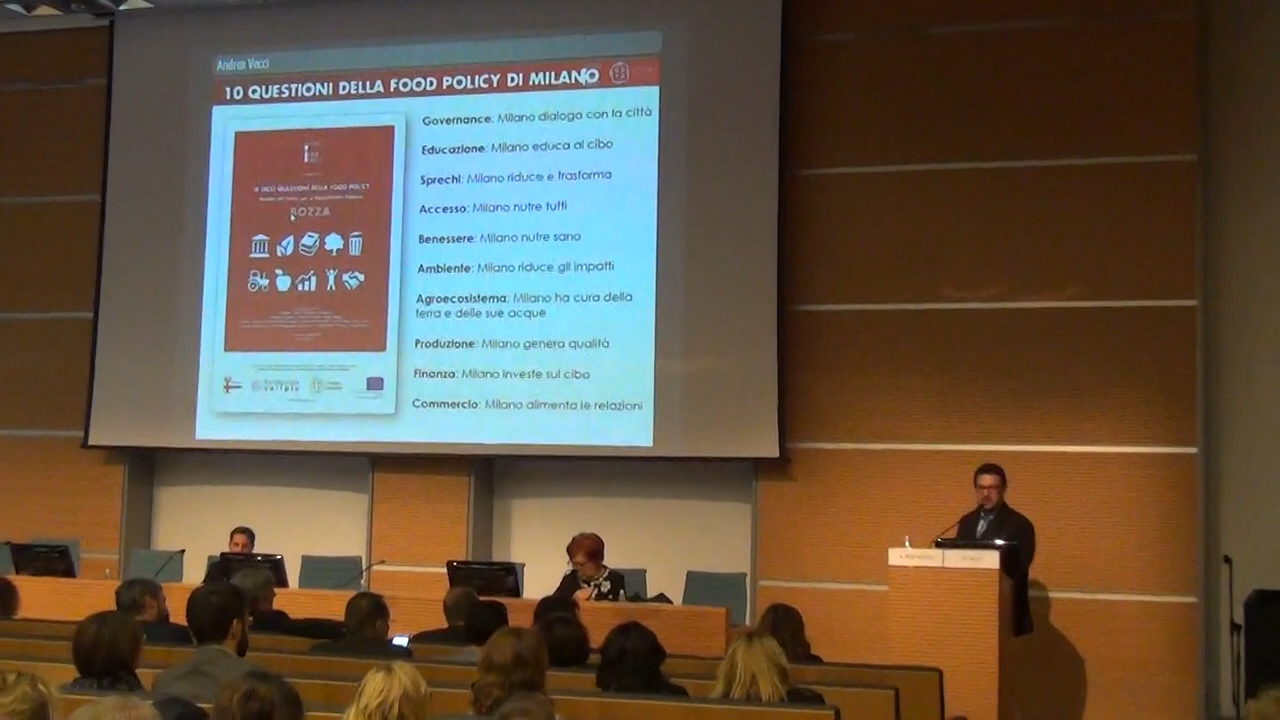 Andrea Vecci
10 QUESTIONI DELLA FOOD POLICY DI MILANO
Governance: Milano dialoga con la città
Educazione: Milano educa al cibo
Sprechi: Milano riduce e trasforma
Accesso: Milano nutre tutti
Benessere: Milano nutre sano
Ambiente: Milano riduce gli impatti
Agroecosistema: Milano ha cura della
terra e delle sue acque
Produzione: Milano genera qualità
Finanza: Milano investe sul cibo
Commercio: Milano alimenta le relazioni
LE DIECI QUESTIONI DELLA FOOD POLICY
BOZZA